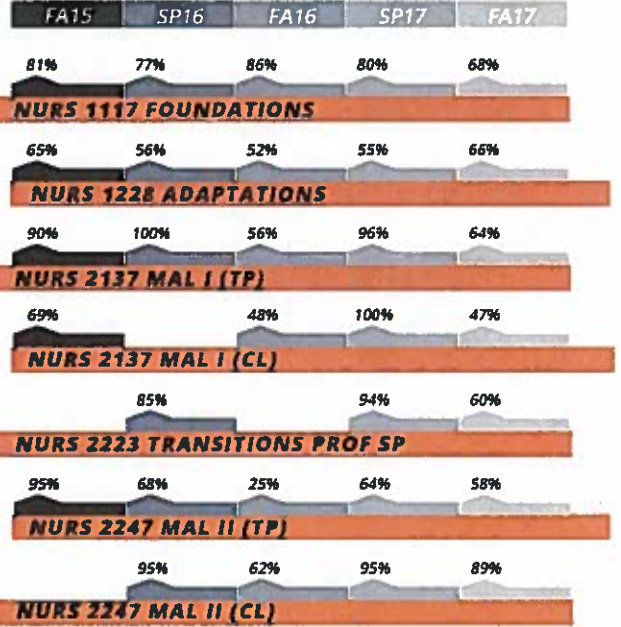 FA15 SP16 FA16 SP17 FA17
81% 77% 86% 80% 68%
NURS 1117 FOUNDATIONS
65% 56% 52% 55% 66%
NURS 1228 ADAPTATIONS
90% 100% 56% 96% 64%
NURS 2137 MAL I (TP)
69% 48% 100% 47%
NURS 2137 MAL I (CL)
85% 94% 60%
NURS 2223 TRANSITIONS PROF SP
95% 68% 25% 64% 58%
NURS 2247 MAL II (TP)
95% 62% 95% 89%
NURS 2247 MAL II (CL)